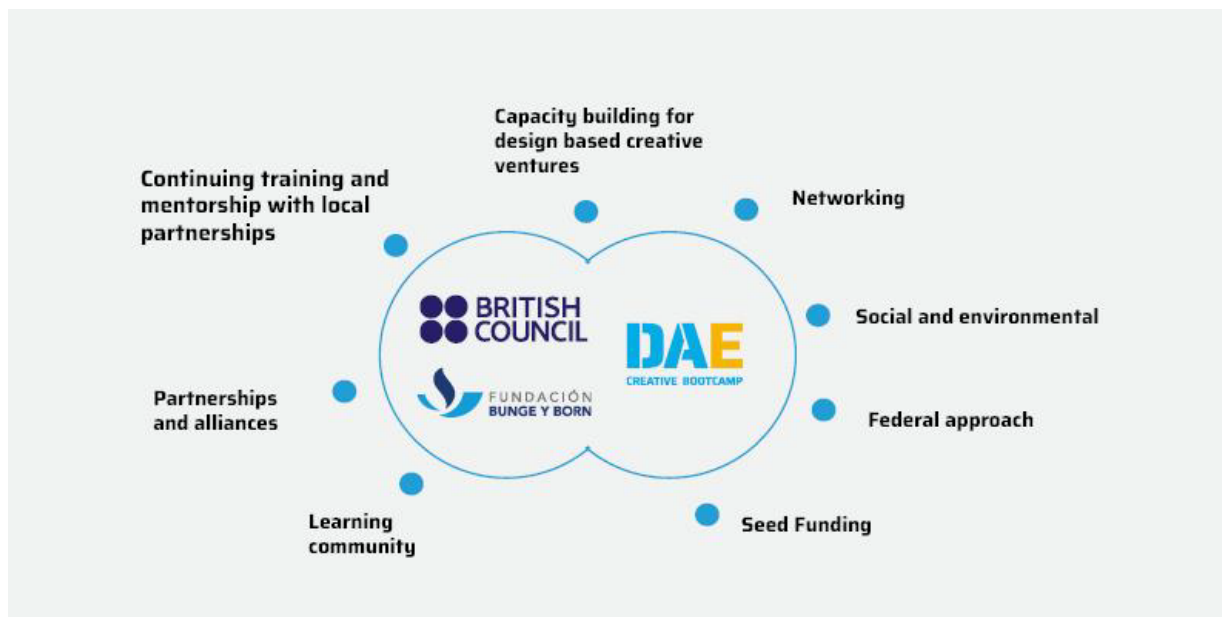 Capacity building for
design based creative
ventures
Continuing training and
mentorship with local
partnerships
Networking
BRITISH
COUNCIL
DAE
CREATIVE BOOTCAMP
Social and environmental
FUNDACIÓN
BUNGE Y BORN
Partnerships
and alliances
Federal approach
Learning
community
Seed Funding